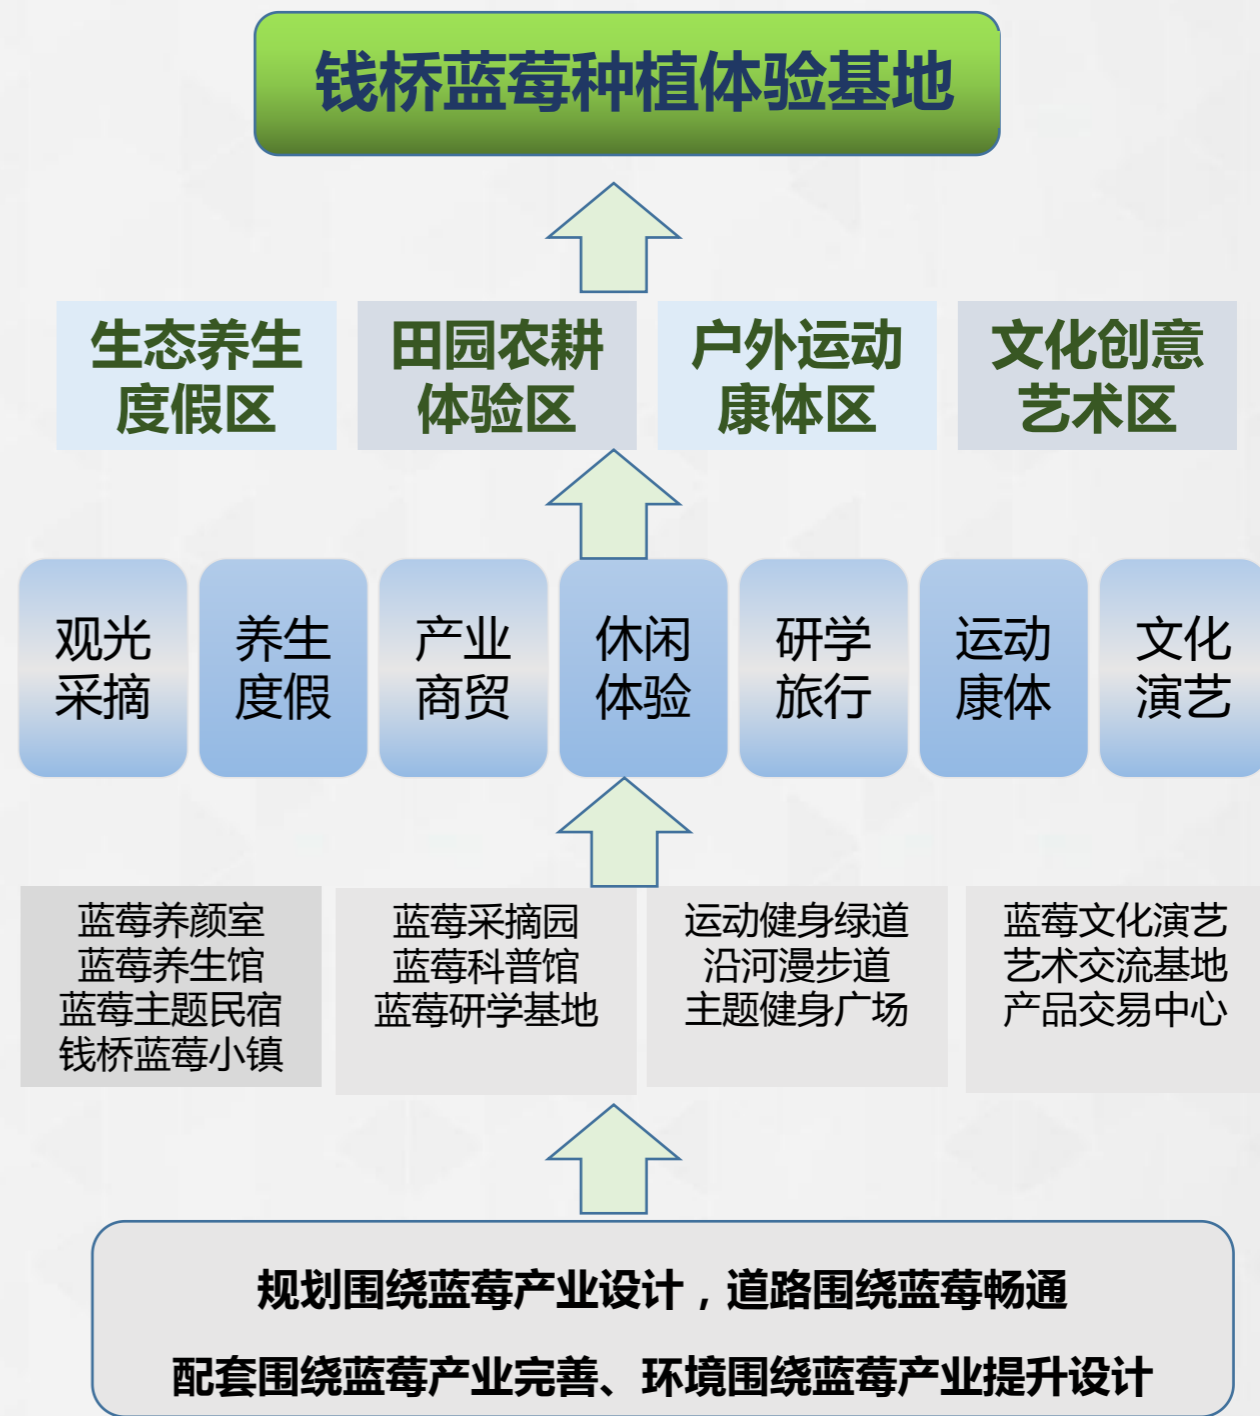 钱桥蓝莓种植体验基地
生态养生
度假区
田园农耕
体验区
户外运动
康体区
文化创意
艺术区
观光
采摘
养生
度假
产业
商贸
休闲
体验
研学
旅行
运动
康体
文化
演艺
蓝莓养颜室
蓝莓养生馆
蓝莓主题民宿
钱桥蓝莓小镇
蓝莓采摘园
蓝莓科普馆
蓝莓研学基地
运动健身绿道
沿河漫步道
主题健身广场
蓝莓文化演艺
艺术交流基地
产品交易中心
规划围绕蓝莓产业设计，道路围绕蓝莓畅通
配套围绕蓝莓产业完善、环境围绕蓝莓产业提升设计